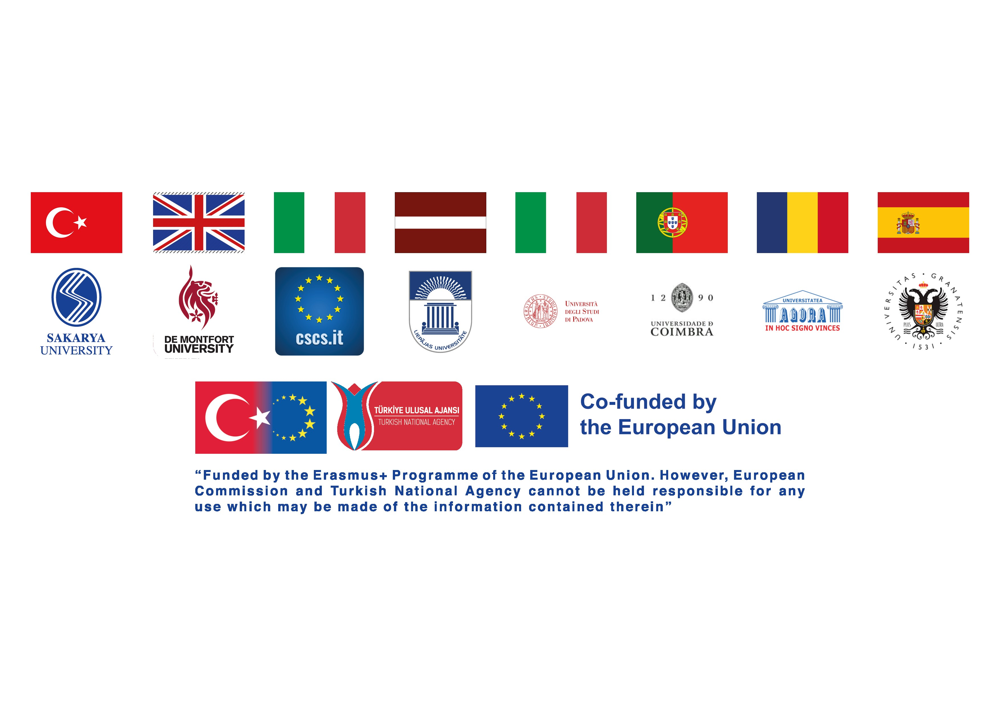 SAKARYA
UNIVERSITY
DE MONTFORT
UNIVERSITY
cscs.it
LIEPĀJAS UNIVERSITĀTE
UNIVERSITAS STUDII PADUANI
MCCXXII
UNIVERSITÀ
DEGLI STUDI
DI PADOVA
1 2 9 0
UNIVERSIDADE Ð
COIMBRA
UNIVERSITATEA
AGORA
IN HOC SIGNO VINCES
UNIVERSITAS · GRANATENSIS · 1531 ·
PLUS ULTRA
TÜRKİYE ULUSAL AJANSI
TURKISH NATIONAL AGENCY
Co-funded by
the European Union
“Funded by the Erasmus+ Programme of the European Union. However, European
Commission and Turkish National Agency cannot be held responsible for any
use which may be made of the information contained therein”